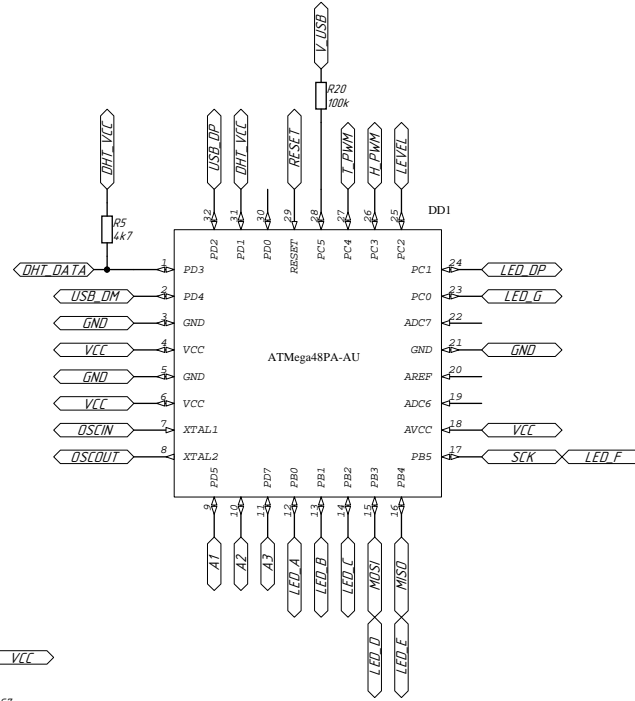 V_USB
R20
100k
DHT_VCC
USB_DP
DHT_VCC
RESET
T_PWM
H_PWM
LEVEL
R5
4k7
32
31
30
29
28
27
26
25
DD1
PD2
PD1
PD0
RESET
PC5
PC4
PC3
PC2
DHT_DATA 1 PD3
PC1 24 LED_DP
USB_DM 2 PD4
PC0 23 LED_G
GND 3 GND
ADC7 22
VCC 4 VCC
ATMega48PA-AU
GND 21 GND
GND 5 GND
AREF 20
VCC 6 VCC
ADC6 19
OSCIN 7 XTAL1
AVCC 18 VCC
OSCOUT 8 XTAL2
PB5 17 SCK LED_F
PD5
PD6
PD7
PB0
PB1
PB2
PB3
PB4
9
10
11
12
13
14
15
16
A1
A2
A3
LED_A
LED_B
LED_C
MOSI
MISO
LED_D
LED_E
VCC